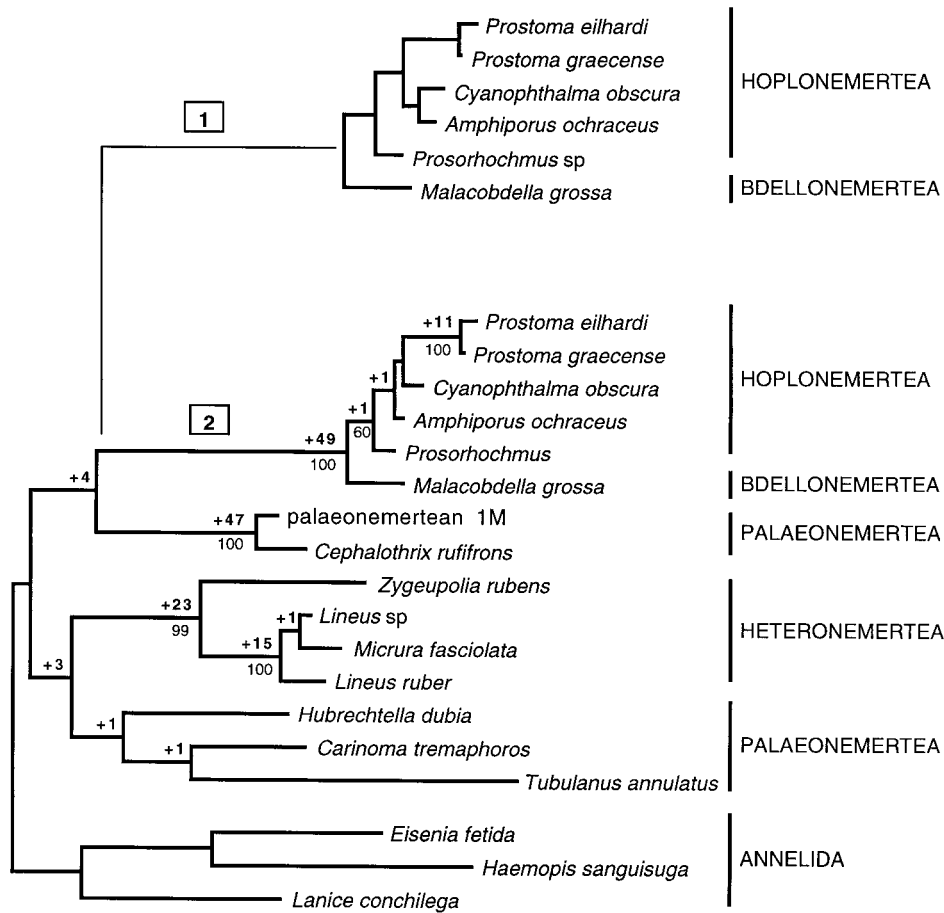 Prostoma eilhardi
Prostoma graecense
HOPLONEMERTEA
Cyanophthalma obscura
1
Amphiporus ochraceus
Prosorhochmus sp
Malacobdella grossa
BDELLONEMERTEA
+11
Prostoma eilhardi
100
Prostoma graecense
+1
Cyanophthalma obscura
HOPLONEMERTEA
2
+1
Amphiporus ochraceus
60
+49
Prosorhochmus
100
+4
Malacobdella grossa
BDELLONEMERTEA
+47
palaeonemertean 1M
100
Cephalothrix rufifrons
PALAEONEMERTEA
Zygeupolia rubens
+23
+1
Lineus sp
99
HETERONEMERTEA
+15
Micrura fasciolata
100
+3
Lineus ruber
Hubrechtella dubia
+1
+1
Carinoma tremaphoros
PALAEONEMERTEA
Tubulanus annulatus
Eisenia fetida
ANNELIDA
Haemopis sanguisuga
Lanice conchilega